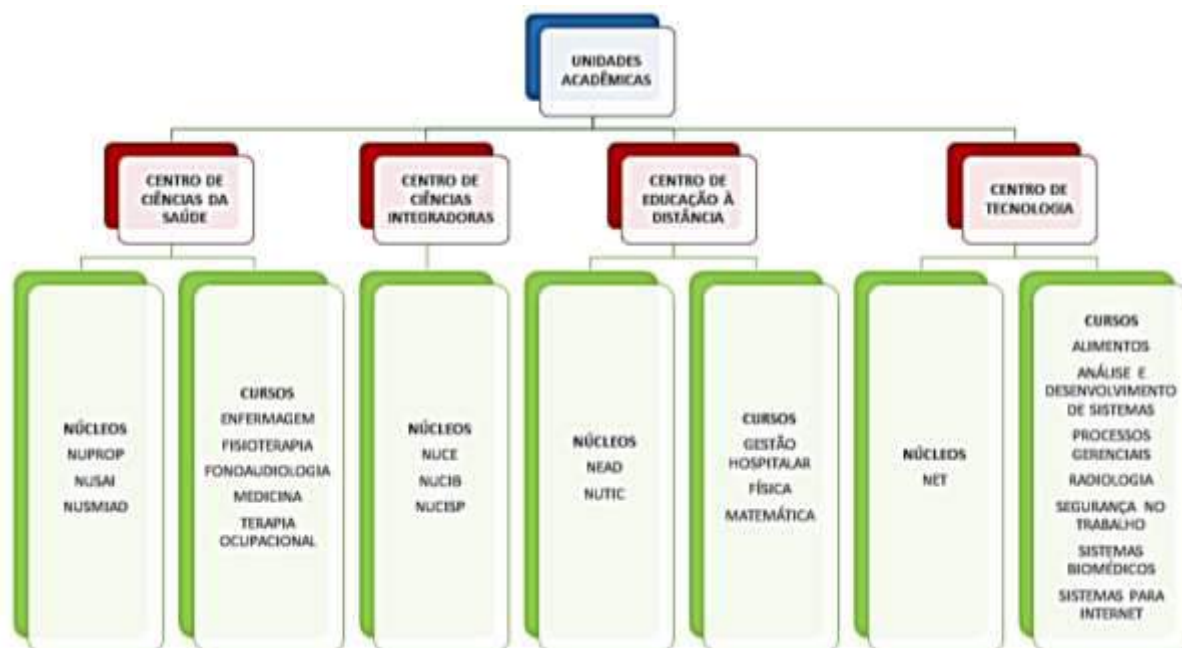 UNIDADES
ACADÊMICAS
CENTRO DE
CIÊNCIAS DA
SAÚDE
CENTRO DE
CIÊNCIAS
INTEGRADORAS
CENTRO DE
EDUCAÇÃO À
DISTÂNCIA
CENTRO DE
TECNOLOGIA
NÚCLEOS
NUPROP
NUSAI
NUSMIAD
CURSOS
ENFERMAGEM
FISIOTERAPIA
FONOAUDIOLOGIA
MEDICINA
TERAPIA
OCUPACIONAL
NÚCLEOS
NUCE
NUCIB
NUCISP
NÚCLEOS
NEAD
NUTIC
CURSOS
GESTÃO
HOSPITALAR
FÍSICA
MATEMÁTICA
NÚCLEOS
NET
CURSOS
ALIMENTOS
ANÁLISE E
DESENVOLVIMENTO
DE SISTEMAS
PROCESSOS
GERENCIAIS
RADIOLOGIA
SEGURANÇA NO
TRABALHO
SISTEMAS
BIOMÉDICOS
SISTEMAS PARA
INTERNET